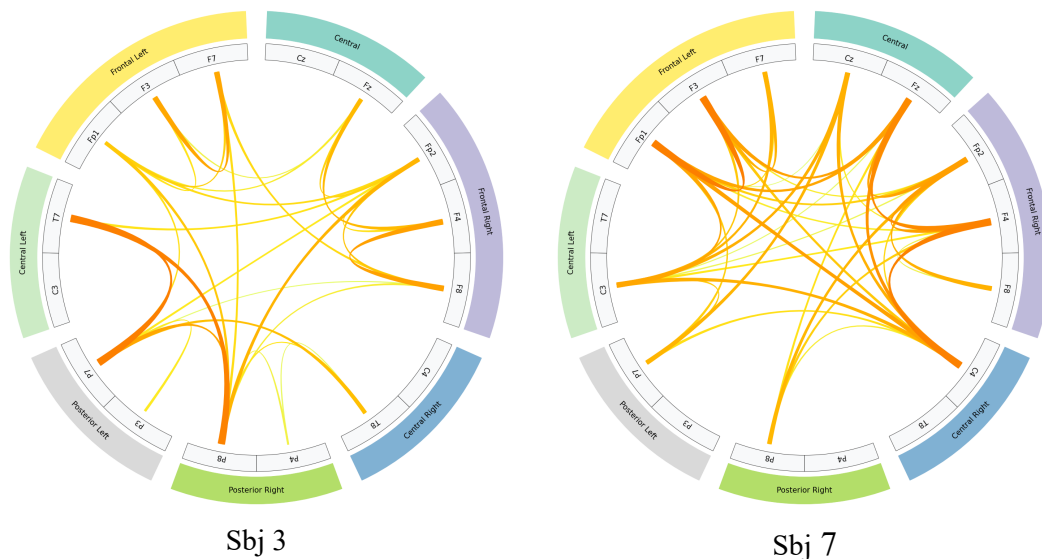 Frontal Left
Central
Frontal Right
Central Right
Posterior Right
Posterior Left
Central Left
F7
F3
Fp1
Cz
Fz
Fp2
F4
F8
C4
T8
P4
P8
P3
P7
C3
T7
Sbj 3
Frontal Left
Central
Frontal Right
Central Right
Posterior Right
Posterior Left
Central Left
F7
F3
Fp1
Cz
Fz
Fp2
F4
F8
C4
T8
P4
P8
P3
P7
C3
T7
Sbj 7